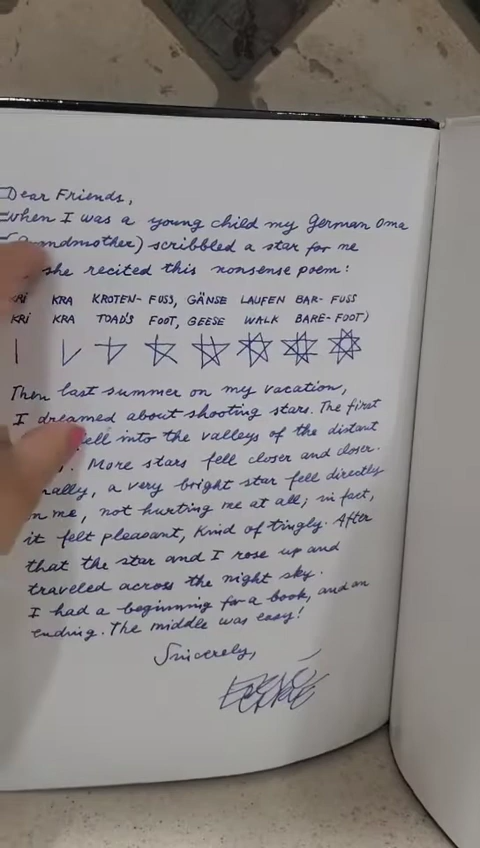 Dear Friends,
When I was a young child my German Oma
(Grandmother) scribbled a star for me
she recited this nonsense poem:
KRI KRA KROTEN-FUSS, GÄNSE LAUFEN BAR-FUSS
KRI KRA TOAD'S FOOT, GEESE WALK BARE-FOOT)
Then last summer on my vacation,
I dreamed about shooting stars. The first
fell into the valleys of the distant
More stars fell closer and closer.
a very bright star fell directly
on me, not hurting me at all; in fact,
it felt pleasant, kind of tingly. After
that the star and I rose up and
traveled across the night sky.
I had a beginning for a book, and an
ending. The middle was easy!
Sincerely,